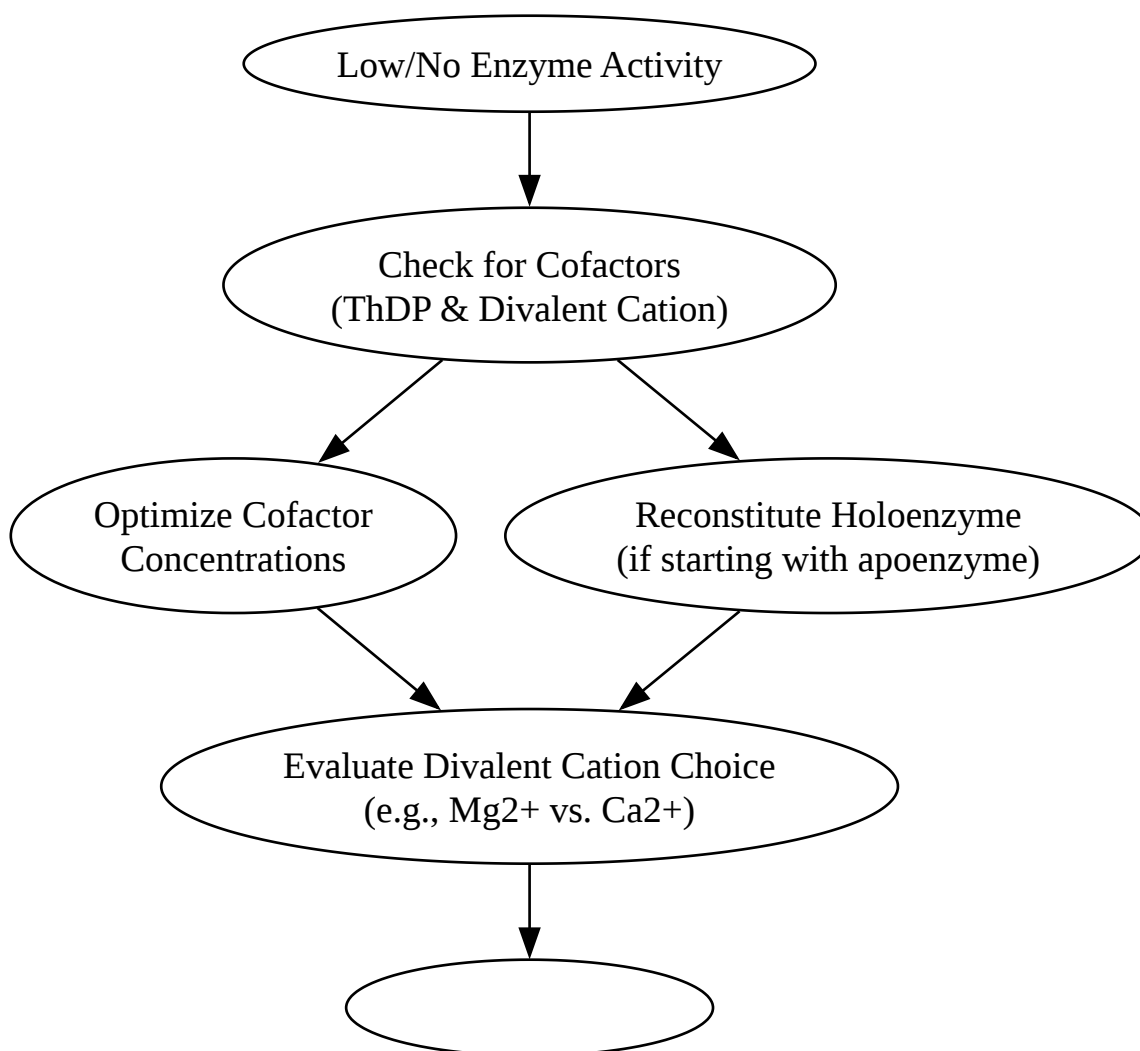 Low/No Enzyme Activity
Check for Cofactors
(ThDP & Divalent Cation)
Optimize Cofactor
Concentrations
Reconstitute Holoenzyme
(if starting with apoenzyme)
Evaluate Divalent Cation Choice
(e.g., Mg2+ vs. Ca2+)